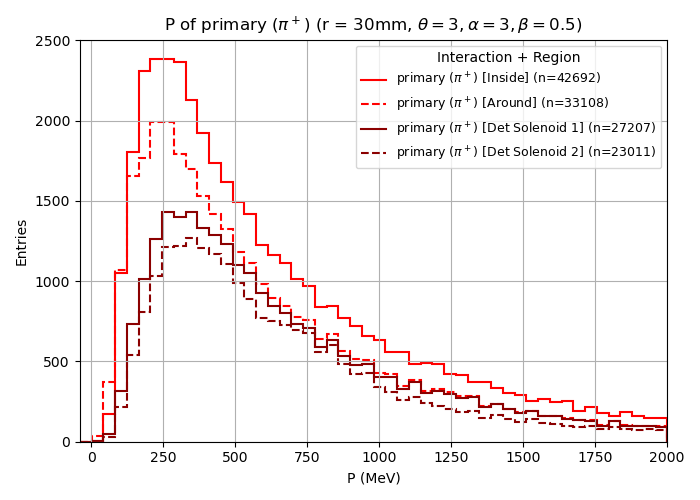 P of primary (π⁺) (r = 30mm, θ = 3, α = 3, β = 0.5)
Interaction + Region
primary (π⁺) [Inside] (n=42692)
primary (π⁺) [Around] (n=33108)
primary (π⁺) [Det Solenoid 1] (n=27207)
primary (π⁺) [Det Solenoid 2] (n=23011)
Entries
2500
2000
1500
1000
500
0
0 250 500 750 1000 1250 1500 1750 2000
P (MeV)